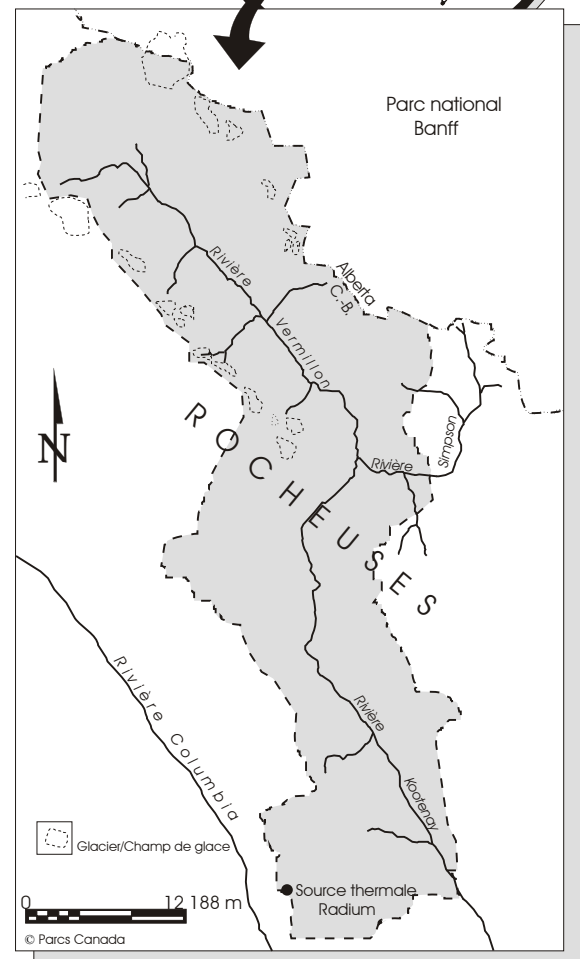 Parc national
Banff
Alberta
C.-B.
Rivière
Vermillon
ROCHEUSES
N
Simpson
Rivière
Rivière Columbia
Rivière
Kootenay
Glacier/Champ de glace
Source thermale
Radium
0 12 188 m
© Parcs Canada